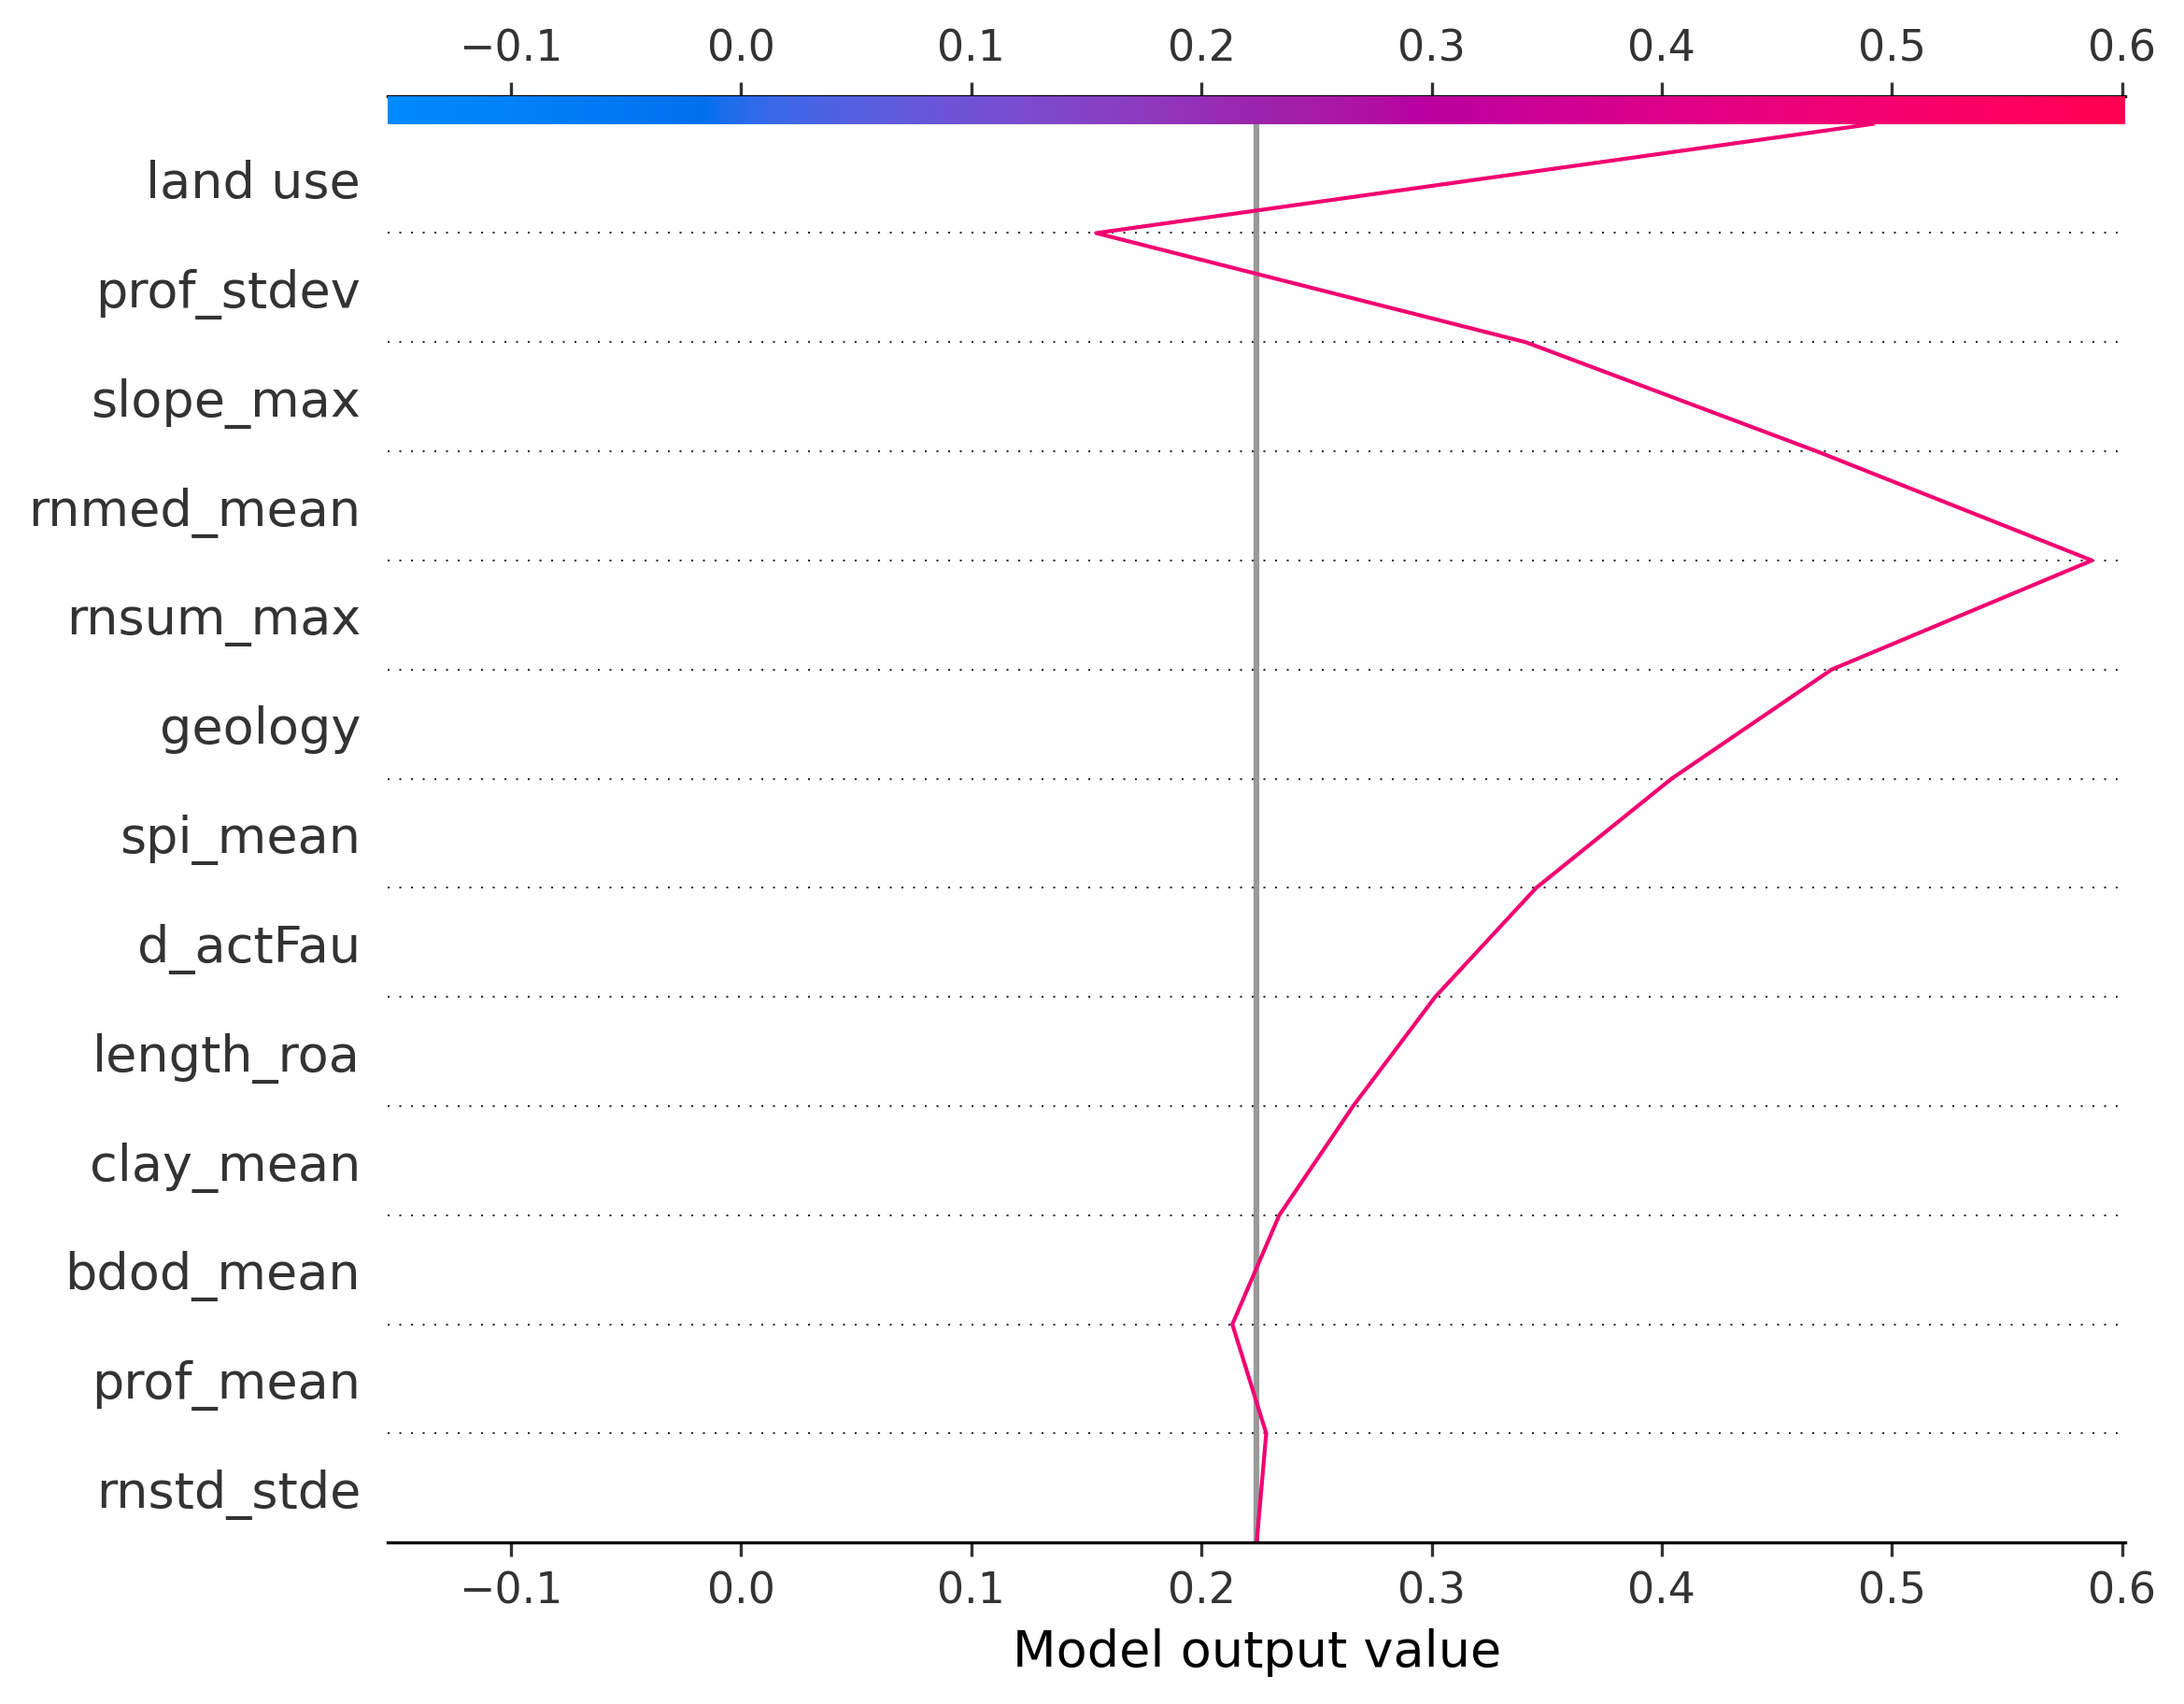 −0.1 0.0 0.1 0.2 0.3 0.4 0.5 0.6
land use
prof_stdev
slope_max
rnmed_mean
rnsum_max
geology
spi_mean
d_actFau
length_roa
clay_mean
bdod_mean
prof_mean
rnstd_stde
−0.1 0.0 0.1 0.2 0.3 0.4 0.5 0.6
Model output value